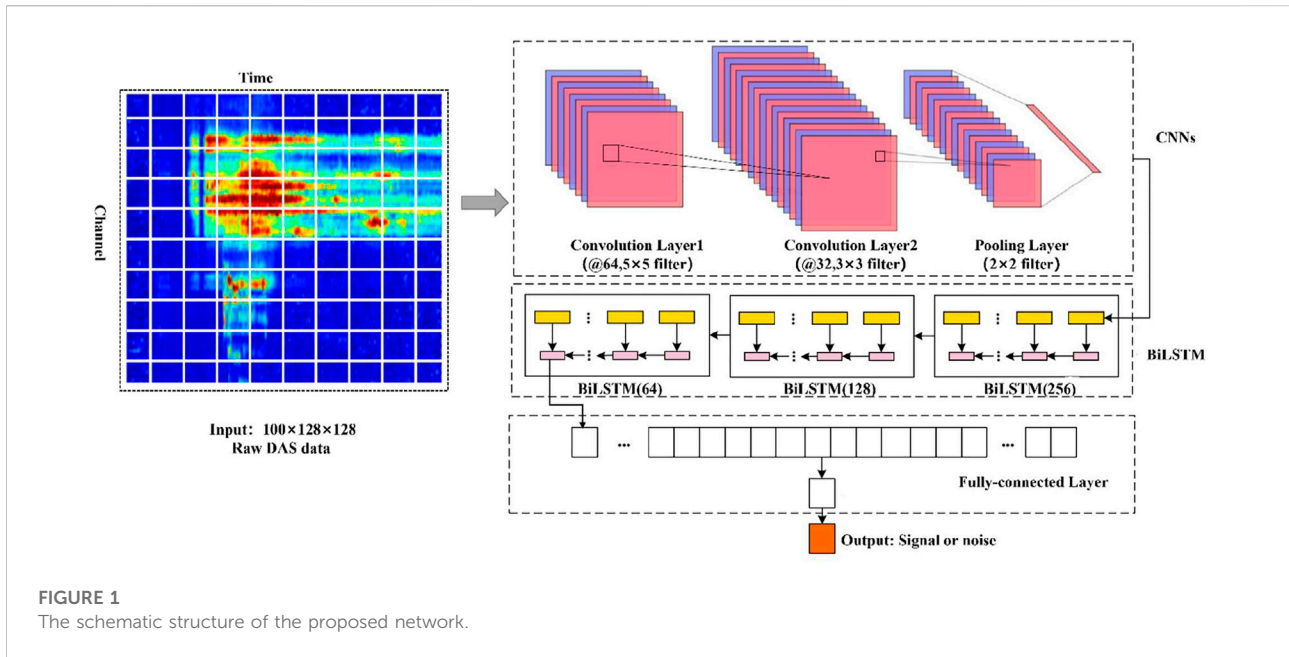 Time
Channel
Input: 100×128×128
Raw DAS data
Convolution Layer1
(@64,5×5 filter)
Convolution Layer2
(@32,3×3 filter)
Pooling Layer
(2×2 filter)
CNNs
BiLSTM(64)
BiLSTM(128)
BiLSTM(256)
BiLSTM
Fully-connected Layer
Output: Signal or noise
FIGURE 1
The schematic structure of the proposed network.